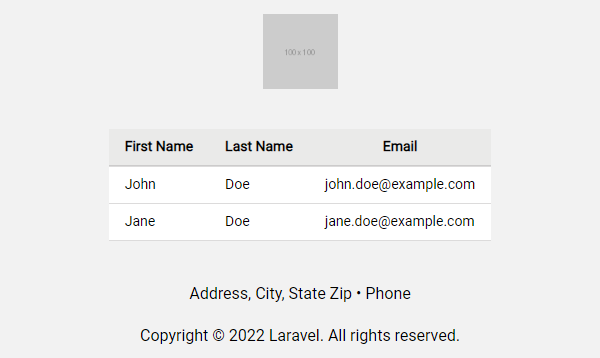 100 x 100
First Name Last Name Email
John Doe john.doe@example.com
Jane Doe jane.doe@example.com
Address, City, State Zip • Phone
Copyright © 2022 Laravel. All rights reserved.